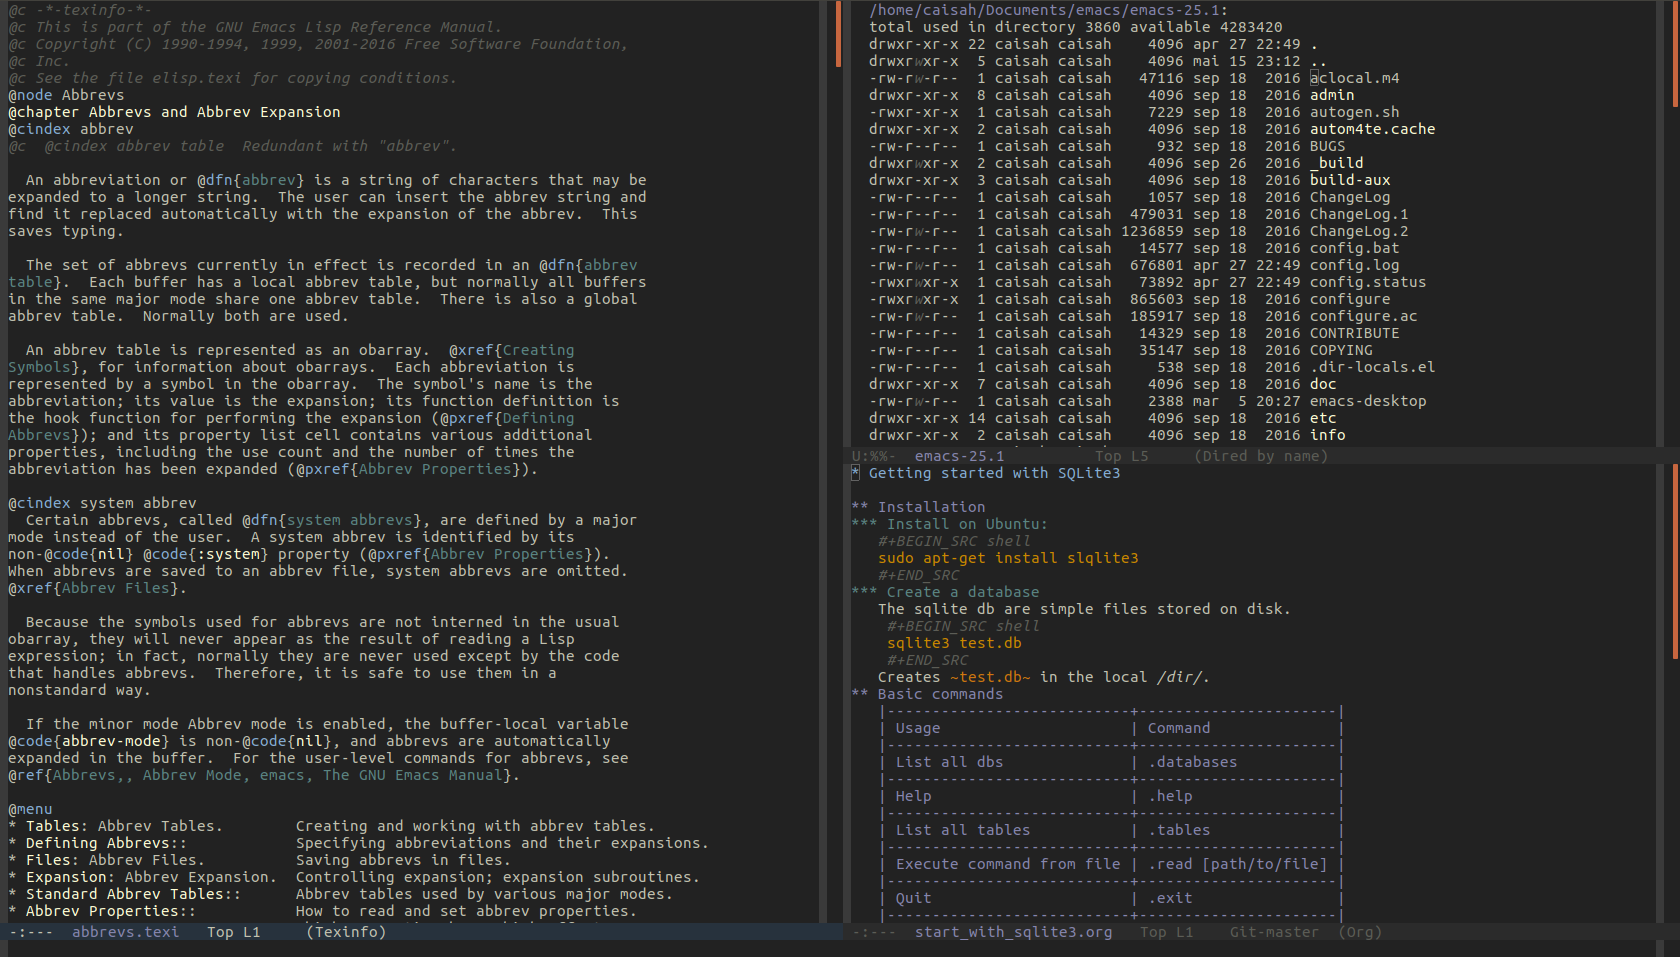 @c -*-texinfo-*-
@c This is part of the GNU Emacs Lisp Reference Manual.
@c Copyright (C) 1990-1994, 1999, 2001-2016 Free Software Foundation,
@c Inc.
@c See the file elisp.texi for copying conditions.
@node Abbrevs
@chapter Abbrevs and Abbrev Expansion
@cindex abbrev
@c  @cindex abbrev table  Redundant with "abbrev".
  An abbreviation or @dfn{abbrev} is a string of characters that may be
expanded to a longer string.  The user can insert the abbrev string and
find it replaced automatically with the expansion of the abbrev.  This
saves typing.
  The set of abbrevs currently in effect is recorded in an @dfn{abbrev
table}.  Each buffer has a local abbrev table, but normally all buffers
in the same major mode share one abbrev table.  There is also a global
abbrev table.  Normally both are used.
  An abbrev table is represented as an obarray.  @xref{Creating
Symbols}, for information about obarrays.  Each abbreviation is
represented by a symbol in the obarray.  The symbol's name is the
abbreviation; its value is the expansion; its function definition is
the hook function for performing the expansion (@pxref{Defining
Abbrevs}); and its property list cell contains various additional
properties, including the use count and the number of times the
abbreviation has been expanded (@pxref{Abbrev Properties}).
@cindex system abbrev
  Certain abbrevs, called @dfn{system abbrevs}, are defined by a major
mode instead of the user.  A system abbrev is identified by its
non-@code{nil} @code{:system} property (@pxref{Abbrev Properties}).
When abbrevs are saved to an abbrev file, system abbrevs are omitted.
@xref{Abbrev Files}.
  Because the symbols used for abbrevs are not interned in the usual
obarray, they will never appear as the result of reading a Lisp
expression; in fact, normally they are never used except by the code
that handles abbrevs.  Therefore, it is safe to use them in a
nonstandard way.
  If the minor mode Abbrev mode is enabled, the buffer-local variable
@code{abbrev-mode} is non-@code{nil}, and abbrevs are automatically
expanded in the buffer.  For the user-level commands for abbrevs, see
@ref{Abbrevs,, Abbrev Mode, emacs, The GNU Emacs Manual}.
@menu
* Tables: Abbrev Tables.        Creating and working with abbrev tables.
* Defining Abbrevs::            Specifying abbreviations and their expansions.
* Files: Abbrev Files.          Saving abbrevs in files.
* Expansion: Abbrev Expansion.  Controlling expansion; expansion subroutines.
* Standard Abbrev Tables::      Abbrev tables used by various major modes.
* Abbrev Properties::           How to read and set abbrev properties.
-:---  abbrevs.texi   Top L1     (Texinfo)
/home/caisah/Documents/emacs/emacs-25.1:
total used in directory 3860 available 4283420
drwxr-xr-x 22 caisah caisah    4096 apr 27 22:49 .
drwxrwxr-x  5 caisah caisah    4096 mai 15 23:12 ..
-rw-rw-r--  1 caisah caisah   47116 sep 18  2016 aclocal.m4
drwxr-xr-x  8 caisah caisah    4096 sep 18  2016 admin
-rwxr-xr-x  1 caisah caisah    7229 sep 18  2016 autogen.sh
drwxr-xr-x  2 caisah caisah    4096 sep 18  2016 autom4te.cache
-rw-r--r--  1 caisah caisah     932 sep 18  2016 BUGS
drwxrwxr-x  2 caisah caisah    4096 sep 26  2016 _build
drwxr-xr-x  3 caisah caisah    4096 sep 18  2016 build-aux
-rw-r--r--  1 caisah caisah    1057 sep 18  2016 ChangeLog
-rw-r--r--  1 caisah caisah  479031 sep 18  2016 ChangeLog.1
-rw-rw-r--  1 caisah caisah 1236859 sep 18  2016 ChangeLog.2
-rw-r--r--  1 caisah caisah   14577 sep 18  2016 config.bat
-rw-rw-r--  1 caisah caisah  676801 apr 27 22:49 config.log
-rwxrwxr-x  1 caisah caisah   73892 apr 27 22:49 config.status
-rwxrwxr-x  1 caisah caisah  865603 sep 18  2016 configure
-rw-rw-r--  1 caisah caisah  185917 sep 18  2016 configure.ac
-rw-r--r--  1 caisah caisah   14329 sep 18  2016 CONTRIBUTE
-rw-r--r--  1 caisah caisah   35147 sep 18  2016 COPYING
-rw-r--r--  1 caisah caisah     538 sep 18  2016 .dir-locals.el
drwxr-xr-x  7 caisah caisah    4096 sep 18  2016 doc
-rw-rw-r--  1 caisah caisah    2388 mar  5 20:27 emacs-desktop
drwxr-xr-x 14 caisah caisah    4096 sep 18  2016 etc
drwxr-xr-x  2 caisah caisah    4096 sep 18  2016 info
U:%%-  emacs-25.1          Top L5     (Dired by name)
* Getting started with SQLite3
** Installation
*** Install on Ubuntu:
   #+BEGIN_SRC shell
   sudo apt-get install slqlite3
   #+END_SRC
*** Create a database
   The sqlite db are simple files stored on disk.
    #+BEGIN_SRC shell
    sqlite3 test.db
    #+END_SRC
   Creates ~test.db~ in the local /dir/.
** Basic commands
   |---------------------------+----------------------|
   | Usage                     | Command              |
   |---------------------------+----------------------|
   | List all dbs              | .databases           |
   |---------------------------+----------------------|
   | Help                      | .help                |
   |---------------------------+----------------------|
   | List all tables           | .tables              |
   |---------------------------+----------------------|
   | Execute command from file | .read [path/to/file] |
   |---------------------------+----------------------|
   | Quit                      | .exit                |
   |---------------------------+----------------------|
-:---  start_with_sqlite3.org   Top L1    Git-master  (Org)